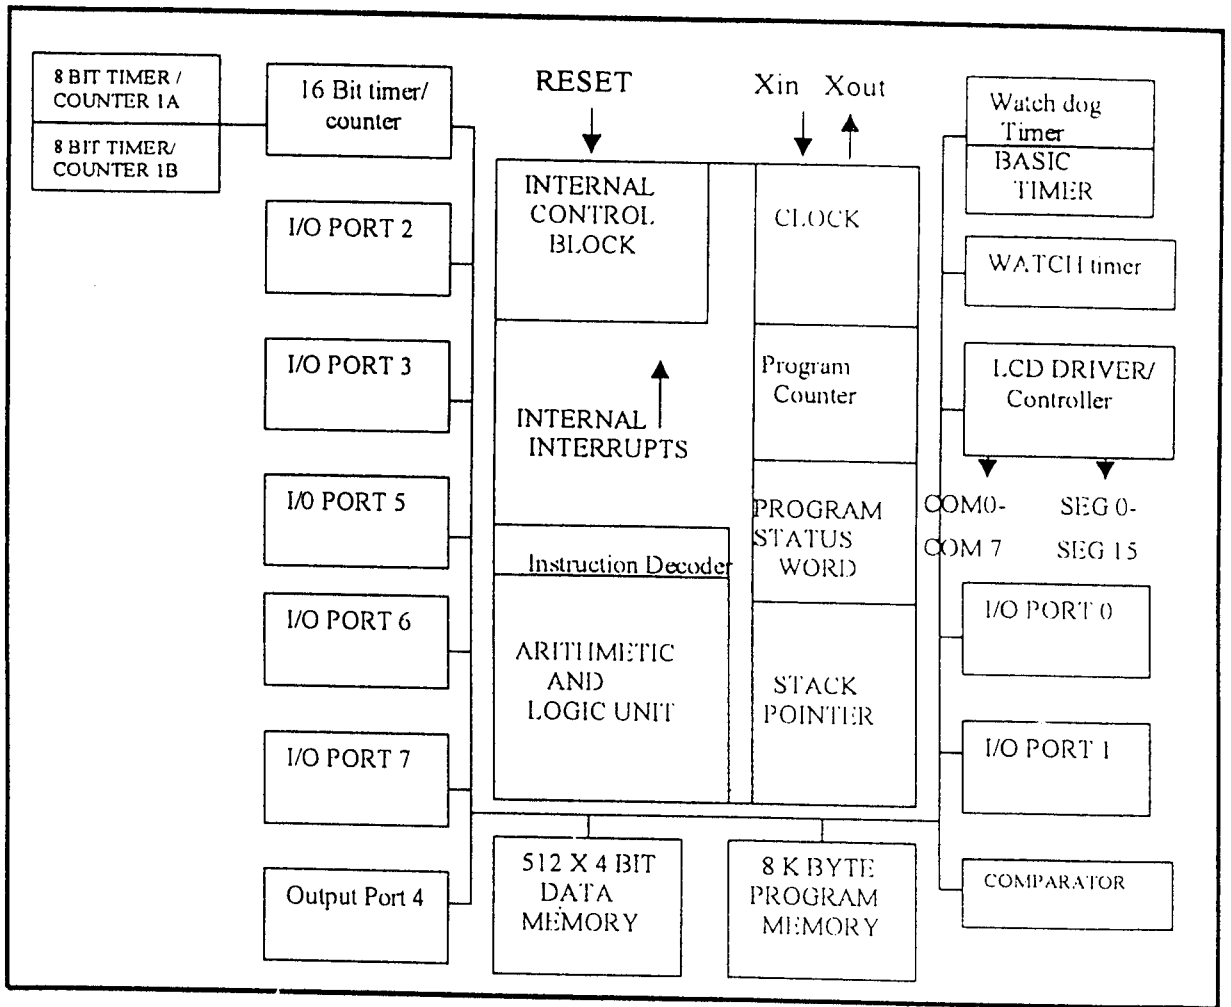 8 BIT TIMER /
COUNTER 1A
8 BIT TIMER/
COUNTER 1B
16 Bit timer/
counter
I/O PORT 2
I/O PORT 3
I/0 PORT 5
I/O PORT 6
I/O PORT 7
Output Port 4
RESET
Xin Xout
INTERNAL
CONTROL
BLOCK
INTERNAL
INTERRUPTS
Instruction Decoder
ARITHMETIC
AND
LOGIC UNIT
CLOCK
Program
Counter
PROGRAM
STATUS
WORD
STACK
POINTER
512 X 4 BIT
DATA
MEMORY
8 K BYTE
PROGRAM
MEMORY
Watch dog
Timer
BASIC
TIMER
WATCH timer
LCD DRIVER/
Controller
COM0-
COM 7
SEG 0-
SEG 15
I/O PORT 0
I/O PORT 1
COMPARATOR